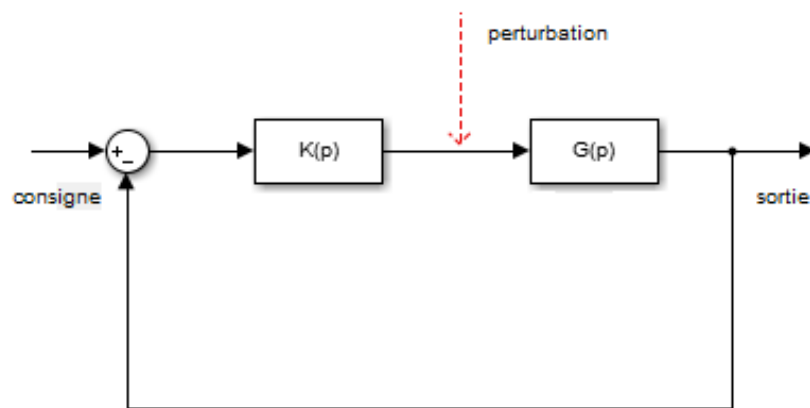 perturbation
+
-
K(p)
G(p)
consigne
sortie